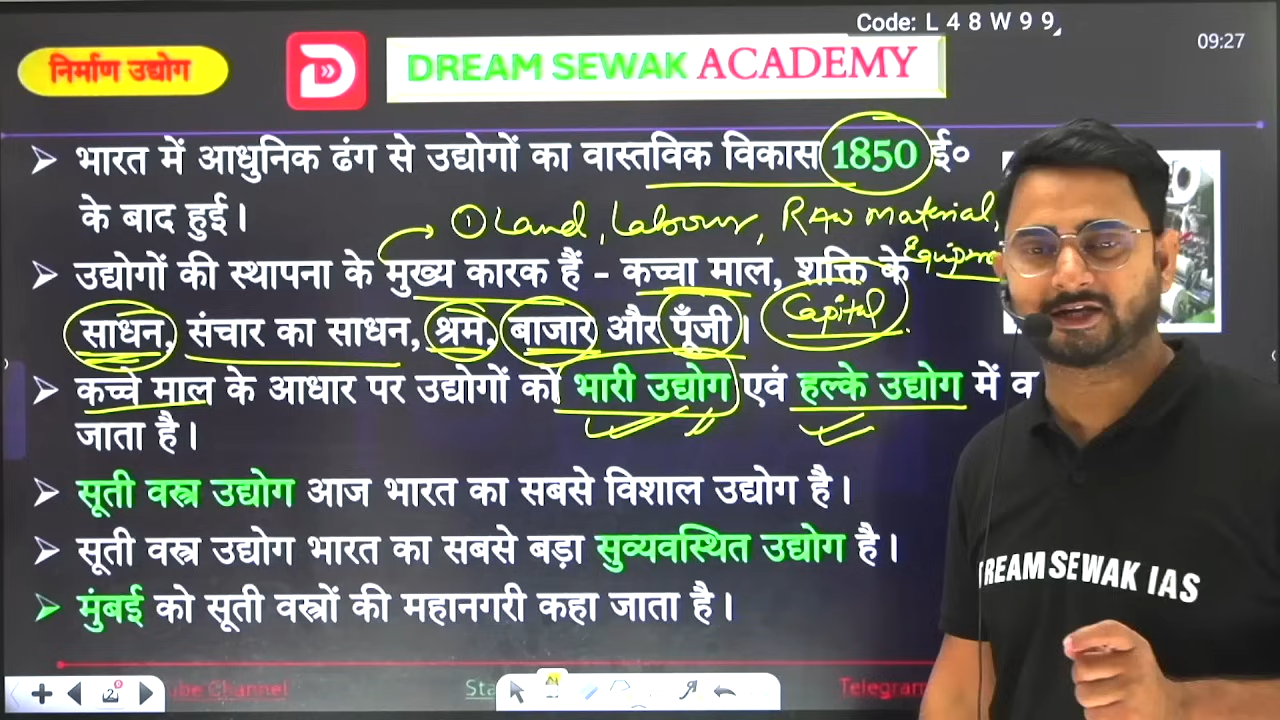 Code: L 4 8 W 9 9
09:27
निर्माण उद्योग
DREAM SEWAK ACADEMY
➤ भारत में आधुनिक ढंग से उद्योगों का वास्तविक विकास 1850 ई०
के बाद हुई।
① Land, Labour, Raw material,
➤ उद्योगों की स्थापना के मुख्य कारक हैं - कच्चा माल, शक्ति के
साधन, संचार का साधन, श्रम, बाजार और पूँजी। Capital
➤ कच्चे माल के आधार पर उद्योगों को भारी उद्योग एवं हल्के उद्योग में
जाता है।
➤ सूती वस्त्र उद्योग आज भारत का सबसे विशाल उद्योग है।
➤ सूती वस्त्र उद्योग भारत का सबसे बड़ा सुव्यवस्थित उद्योग है।
➤ मुंबई को सूती वस्त्रों की महानगरी कहा जाता है।
DREAM SEWAK IAS
Channel
Telegram